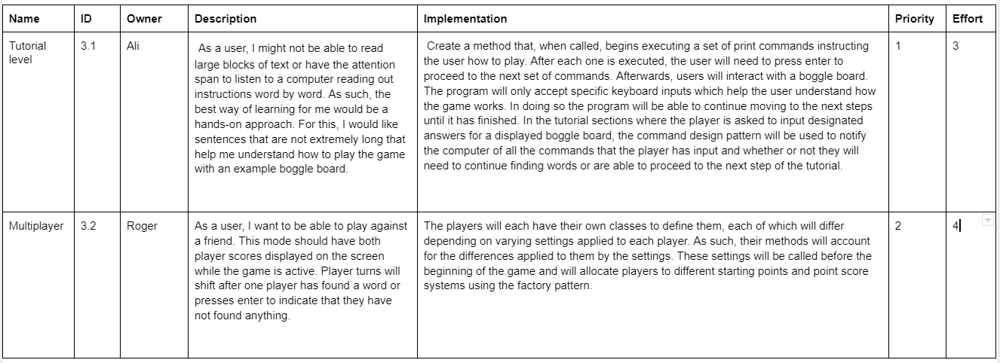 Name ID Owner Description Implementation Priority Effort
Tutorial level
3.1
Ali
As a user, I might not be able to read
large blocks of text or have the attention
span to listen to a computer reading out
instructions word by word. As such, the
best way of learning for me would be a
hands-on approach. For this, I would like
sentences that are not extremely long that
help me understand how to play the game
with an example boggle board.
Create a method that, when called, begins executing a set of print commands instructing
the user how to play. After each one is executed, the user will need to press enter to
proceed to the next set of commands. Afterwards, users will interact with a boggle board.
The program will only accept specific keyboard inputs which help the user understand how
the game works. In doing so the program will be able to continue moving to the next steps
until it has finished. In the tutorial sections where the player is asked to input designated
answers for a displayed boggle board, the command design pattern will be used to notify
the computer of all the commands that the player has input and whether or not they will
need to continue finding words or are able to proceed to the next step of the tutorial.
1
3
Multiplayer
3.2
Roger
As a user, I want to be able to play against
a friend. This mode should have both
player scores displayed on the screen
while the game is active. Player turns will
shift after one player has found a word or
presses enter to indicate that they have
not found anything.
The players will each have their own classes to define them, each of which will differ
depending on varying settings applied to each player. As such, their methods will account
for the differences applied to them by the settings. These settings will be called before the
beginning of the game and will allocate players to different starting points and point score
systems using the factory pattern.
2
4